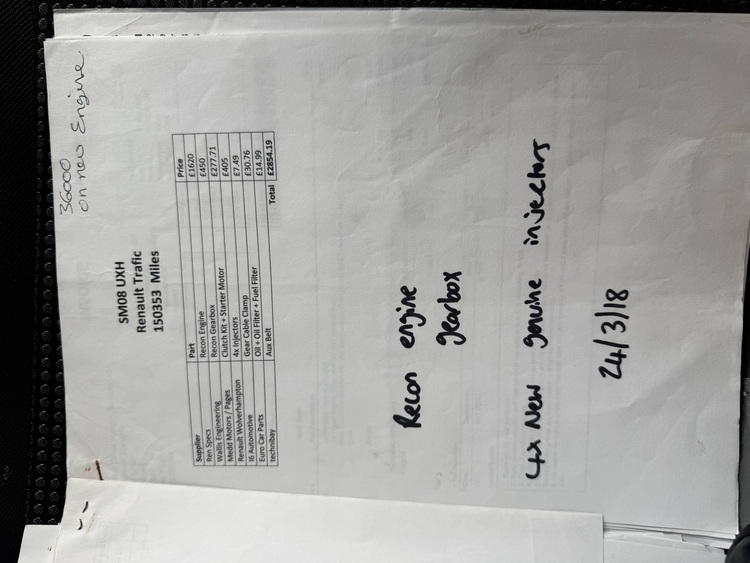 36000
on new Engine
SM08 UXH
Renault Trafic
150353 Miles
Supplier Part Price
Ren Specs Recon Engine £1620
Wallis Engineering Recon Gearbox £450
Medd Motors / Pages Clutch Kit + Starter Motor £277.71
Renault Wolverhampton 4x Injectors £405
I6 Automotive Gear Cable Clamp £7.49
Euro Car Parts Oil + Oil Filter + Fuel Filter £30.76
technibay Aux Belt £14.99
Total £2854.19
Recon engine
gearbox
4x New genuine injectors
24/3/18